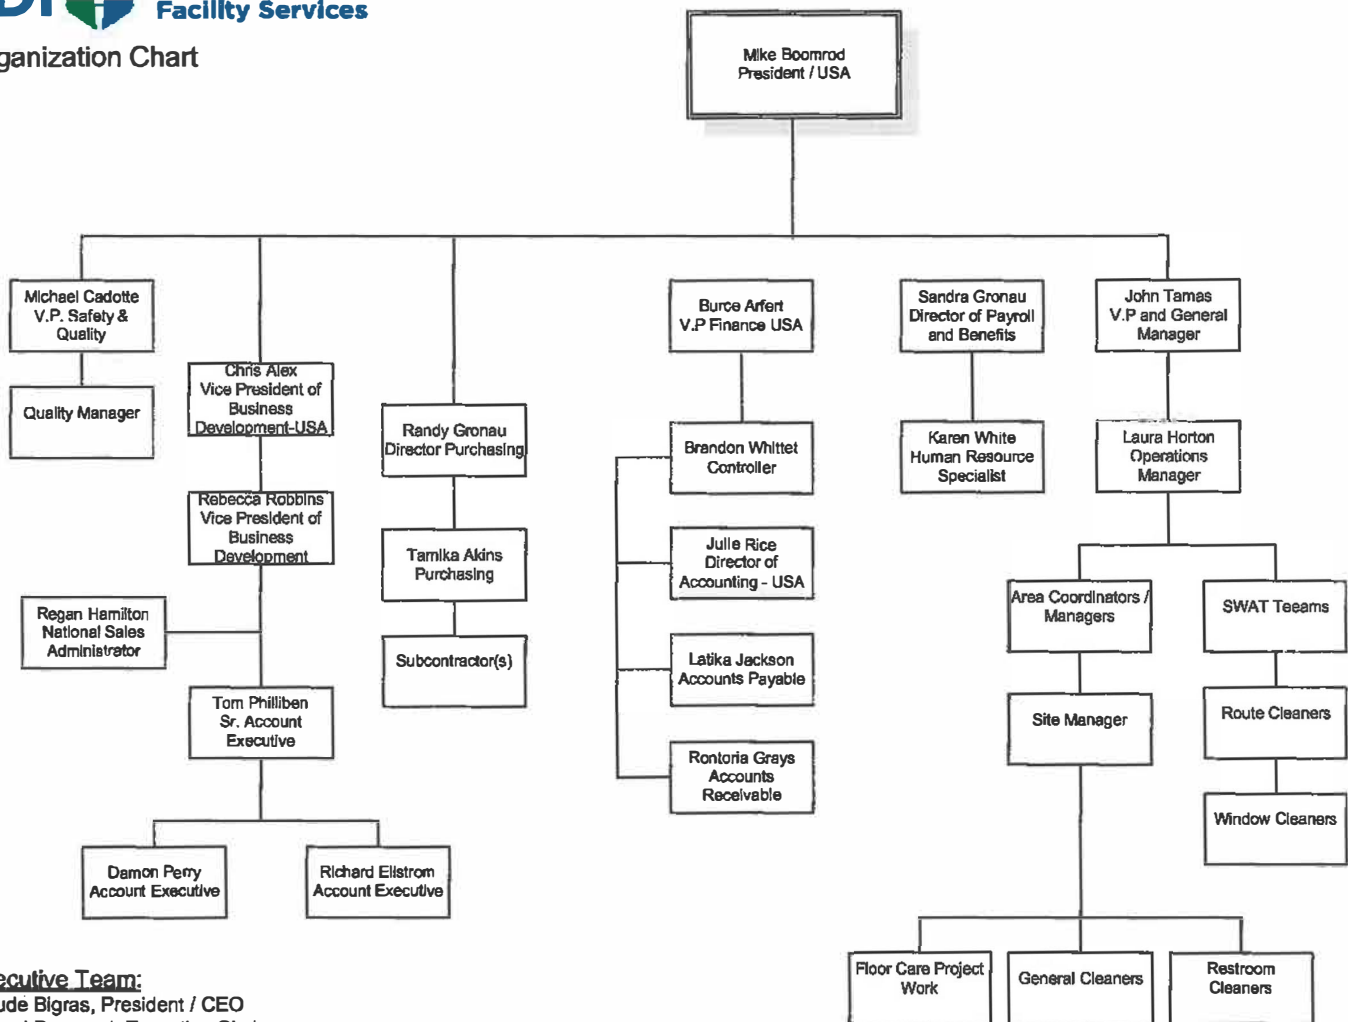 Facility Services
ganization Chart
Mike Boomrod
President / USA
Michael Cadotte
V.P. Safety &
Quality
Quality Manager
Chris Alex
Vice President of
Business
Development-USA
Rebecca Robbins
Vice President of
Business
Development
Regan Hamilton
National Sales
Administrator
Tom Philliben
Sr. Account
Executive
Damon Perry
Account Executive
Richard Ellstrom
Account Executive
Randy Gronau
Director Purchasing
Tamika Akins
Purchasing
Subcontractor(s)
Burce Arfert
V.P Finance USA
Brandon Whittet
Controller
Julie Rice
Director of
Accounting - USA
Latika Jackson
Accounts Payable
Rontoria Grays
Accounts
Receivable
Sandra Gronau
Director of Payroll
and Benefits
Karen White
Human Resource
Specialist
John Tamas
V.P and General
Manager
Laura Horton
Operations
Manager
Area Coordinators /
Managers
Site Manager
SWAT Teeams
Route Cleaners
Window Cleaners
Floor Care Project
Work
General Cleaners
Restroom
Cleaners
ecutive Team:
ude Bigras, President / CEO